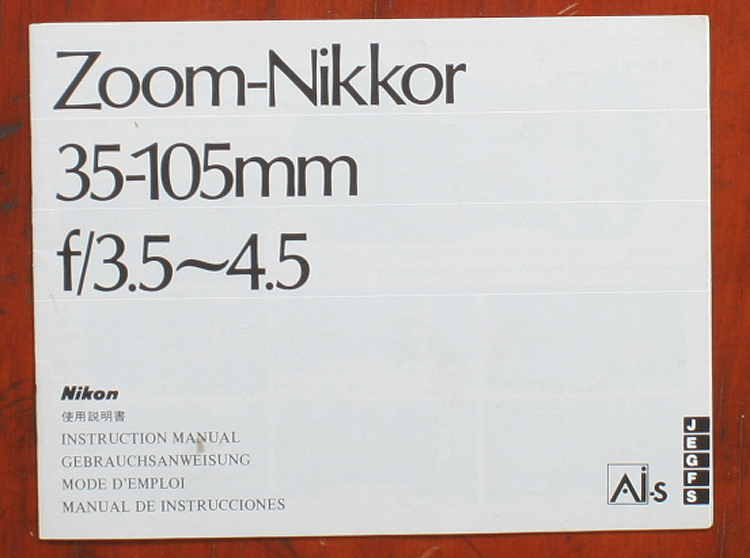 Zoom-Nikkor
35-105mm
f/3.5~4.5
Nikon
使用説明書
INSTRUCTION MANUAL
GEBRAUCHSANWEISUNG
MODE D'EMPLOI
MANUAL DE INSTRUCCIONES
Ai-s
J
E
G
F
S